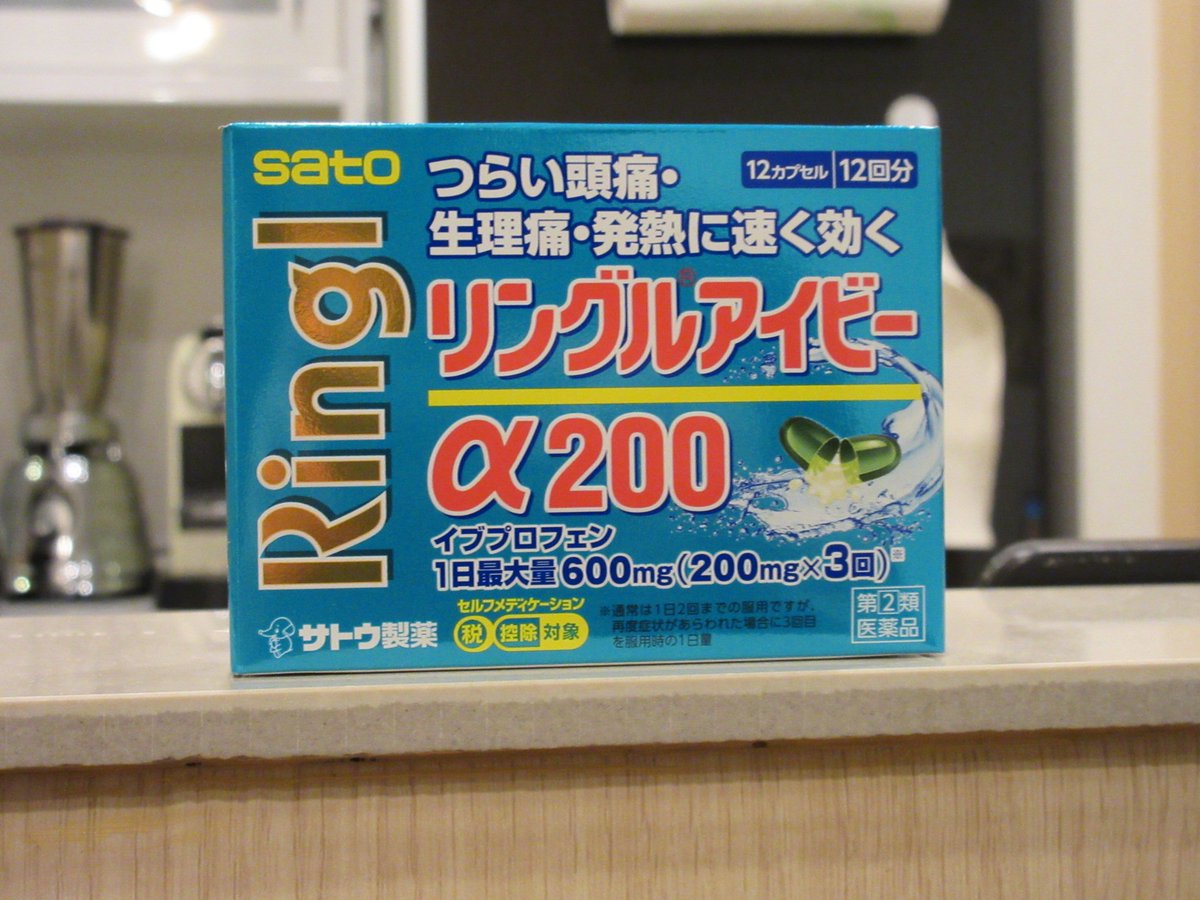 sato
Ringl
つらい頭痛・
生理痛・発熱に速く効く
12カプセル 12回分
リングルアイビー®
α200
イブプロフェン
1日最大量600mg(200mg×3回)※
セルフメディケーション
税 控除 対象
※通常は1日2回までの服用ですが、
再度症状があらわれた場合に3回目
を服用時の1日量
第②類
医薬品
サトウ製薬